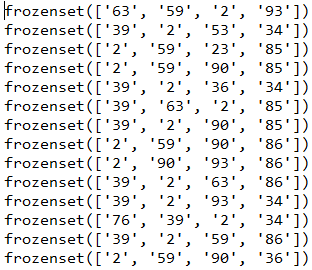 frozenset(['63', '59', '2', '93'])
frozenset(['39', '2', '53', '34'])
frozenset(['2', '59', '23', '85'])
frozenset(['2', '59', '90', '85'])
frozenset(['39', '2', '36', '34'])
frozenset(['39', '63', '2', '85'])
frozenset(['39', '2', '90', '85'])
frozenset(['2', '59', '90', '86'])
frozenset(['2', '90', '93', '86'])
frozenset(['39', '2', '63', '86'])
frozenset(['39', '2', '93', '34'])
frozenset(['76', '39', '2', '34'])
frozenset(['39', '2', '59', '86'])
frozenset(['2', '59', '90', '36'])